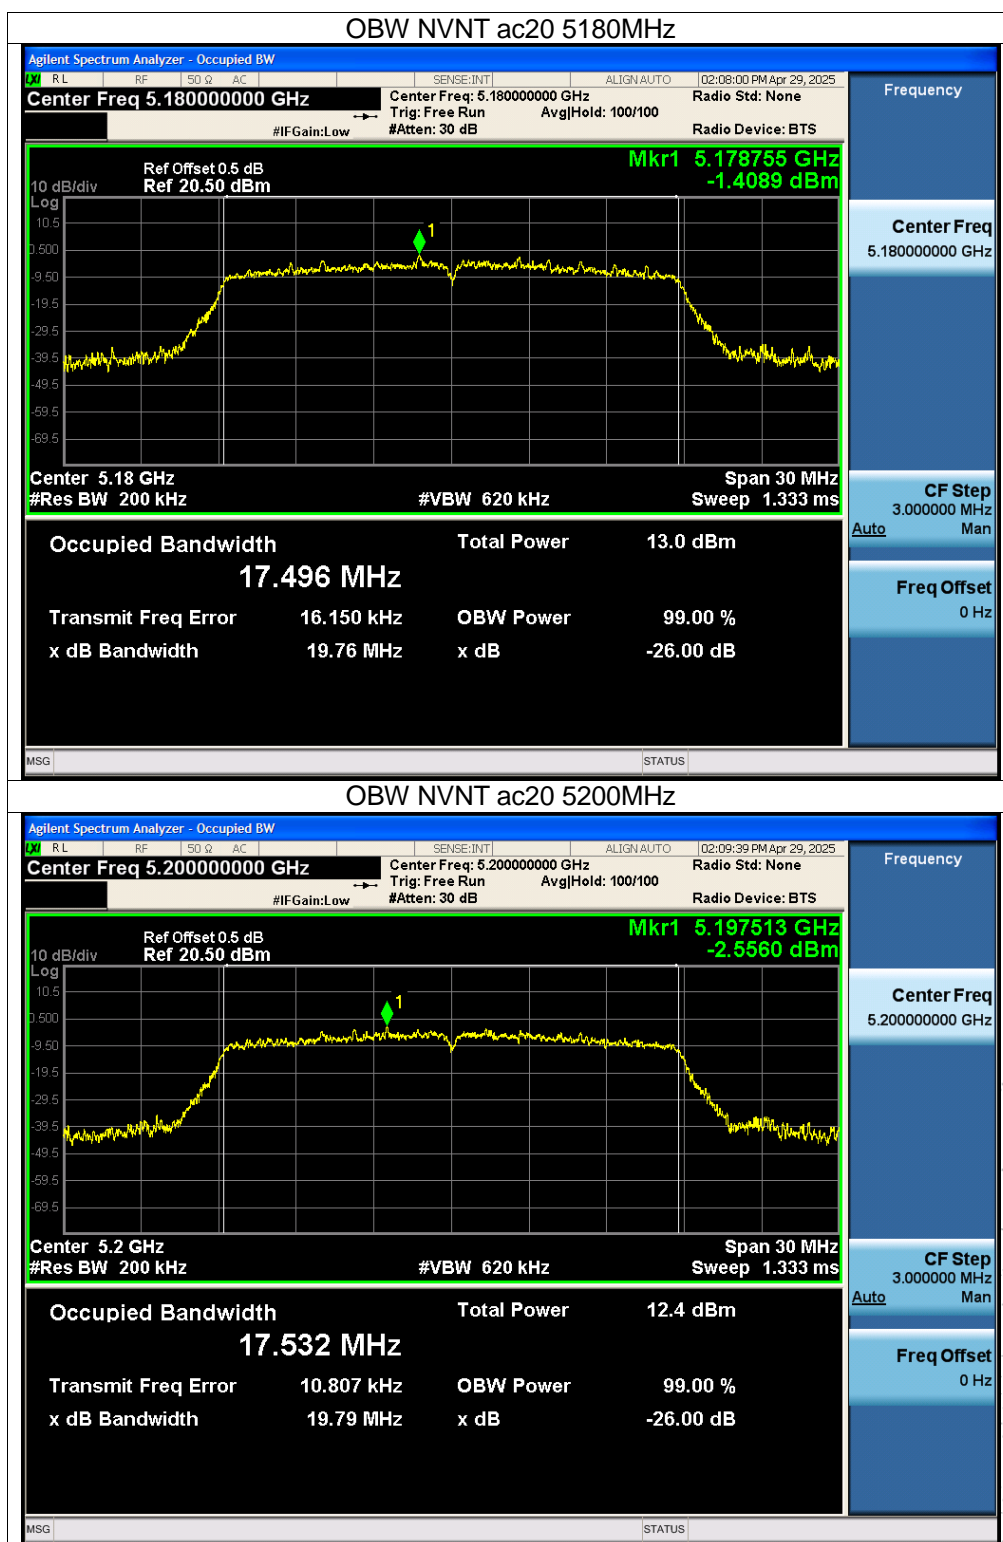 OBW NVNT ac20 5180MHz
Agilent Spectrum Analyzer - Occupied BW
LXI RL RF 50 Ω AC SENSE:INT ALIGN AUTO 02:08:00 PM Apr 29, 2025
Center Freq 5.180000000 GHz
Center Freq: 5.180000000 GHz Radio Std: None
Trig: Free Run Avg|Hold: 100/100
#IFGain:Low #Atten: 30 dB Radio Device: BTS
Frequency
Mkr1 5.178755 GHz
-1.4089 dBm
Ref Offset 0.5 dB
10 dB/div Ref 20.50 dBm
Log
10.5
0.500
-9.50
-19.5
-29.5
-39.5
-49.5
-59.5
-69.5
1
Center 5.18 GHz Span 30 MHz
#Res BW 200 kHz #VBW 620 kHz Sweep 1.333 ms
Center Freq
5.180000000 GHz
CF Step
3.000000 MHz
Auto Man
Freq Offset
0 Hz
Occupied Bandwidth Total Power 13.0 dBm
17.496 MHz
Transmit Freq Error 16.150 kHz OBW Power 99.00 %
x dB Bandwidth 19.76 MHz x dB -26.00 dB
MSG STATUS
OBW NVNT ac20 5200MHz
Agilent Spectrum Analyzer - Occupied BW
LXI RL RF 50 Ω AC SENSE:INT ALIGN AUTO 02:09:39 PM Apr 29, 2025
Center Freq 5.200000000 GHz
Center Freq: 5.200000000 GHz Radio Std: None
Trig: Free Run Avg|Hold: 100/100
#IFGain:Low #Atten: 30 dB Radio Device: BTS
Frequency
Mkr1 5.197513 GHz
-2.5560 dBm
Ref Offset 0.5 dB
10 dB/div Ref 20.50 dBm
Log
10.5
0.500
-9.50
-19.5
-29.5
-39.5
-49.5
-59.5
-69.5
1
Center 5.2 GHz Span 30 MHz
#Res BW 200 kHz #VBW 620 kHz Sweep 1.333 ms
Center Freq
5.200000000 GHz
CF Step
3.000000 MHz
Auto Man
Freq Offset
0 Hz
Occupied Bandwidth Total Power 12.4 dBm
17.532 MHz
Transmit Freq Error 10.807 kHz OBW Power 99.00 %
x dB Bandwidth 19.79 MHz x dB -26.00 dB
MSG STATUS